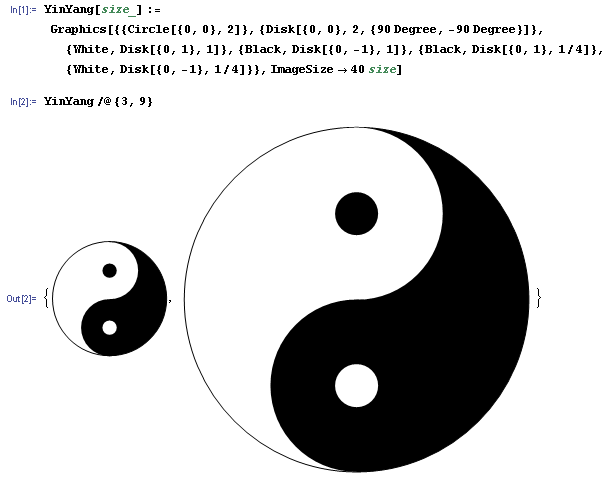 In[1]:= YinYang[size_] :=
Graphics[{{Circle[{0, 0}, 2]}, {Disk[{0, 0}, 2, {90 Degree, -90 Degree}]},
{White, Disk[{0, 1}, 1]}, {Black, Disk[{0, -1}, 1]}, {Black, Disk[{0, 1}, 1/4]},
{White, Disk[{0, -1}, 1/4]}}, ImageSize → 40 size]
In[2]:= YinYang /@ {3, 9}
Out[2]= { , }